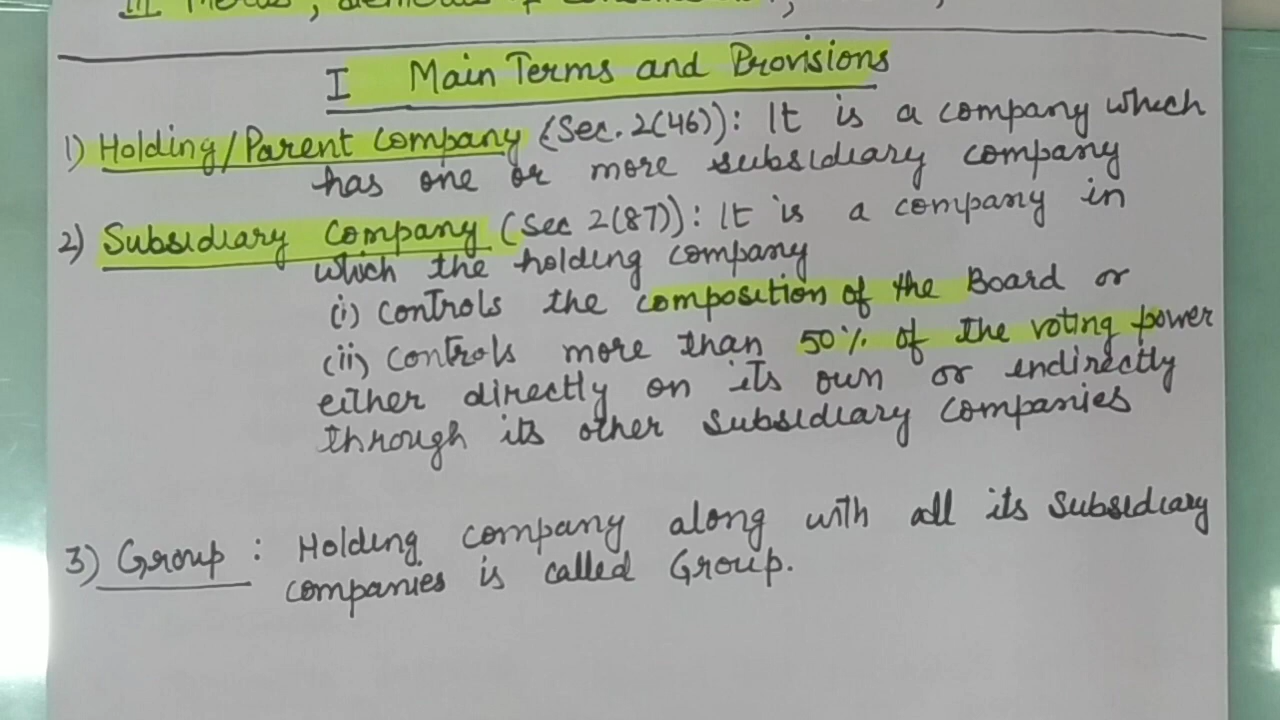 III
I Main Terms and Provisions
1) Holding/Parent Company (Sec. 2(46)): It is a company which
has one or more subsidiary company
2) Subsidiary Company (Sec 2(87)): It is a company in
which the holding company
(i) controls the composition of the Board or
(ii) controls more than 50% of the voting power
either directly on its own or indirectly
through its other subsidiary companies
3) Group : Holding company along with all its subsidiary
companies is called Group.